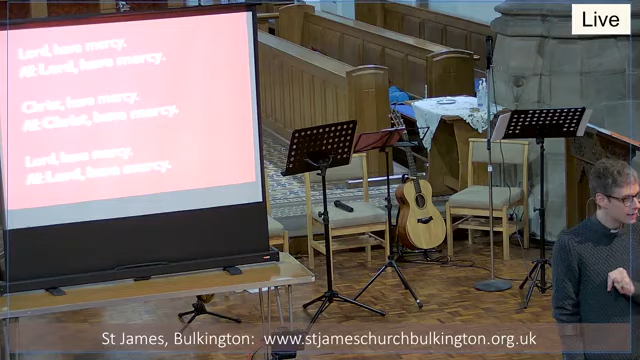 Live
Lord, have mercy.
All: Lord, have mercy.
Christ, have mercy.
All: Christ, have mercy.
Lord, have mercy.
All: Lord, have mercy.
St James, Bulkington: www.stjameschurchbulkington.org.uk